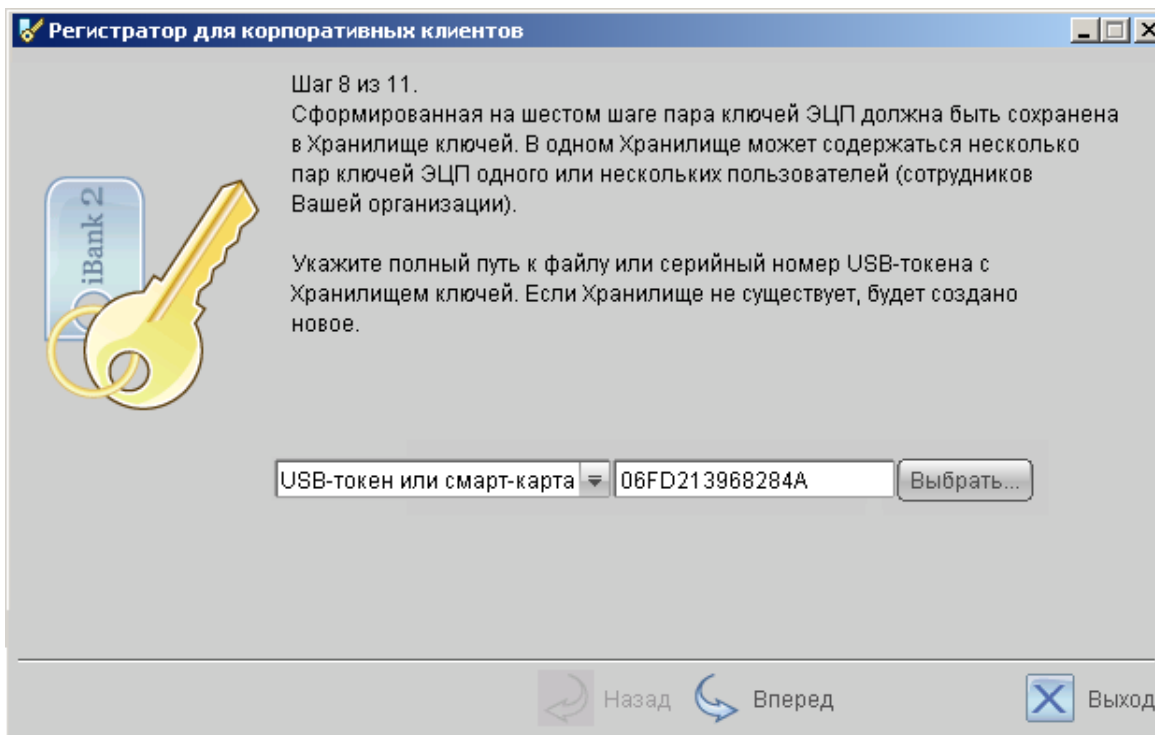 Регистратор для корпоративных клиентов
Шаг 8 из 11.
Сформированная на шестом шаге пара ключей ЭЦП должна быть сохранена
в Хранилище ключей. В одном Хранилище может содержаться несколько
пар ключей ЭЦП одного или нескольких пользователей (сотрудников
Вашей организации).
iBank 2
Укажите полный путь к файлу или серийный номер USB-токена с
Хранилищем ключей. Если Хранилище не существует, будет создано
новое.
USB-токен или смарт-карта 06FD213968284A Выбрать...
Назад Вперед Выход